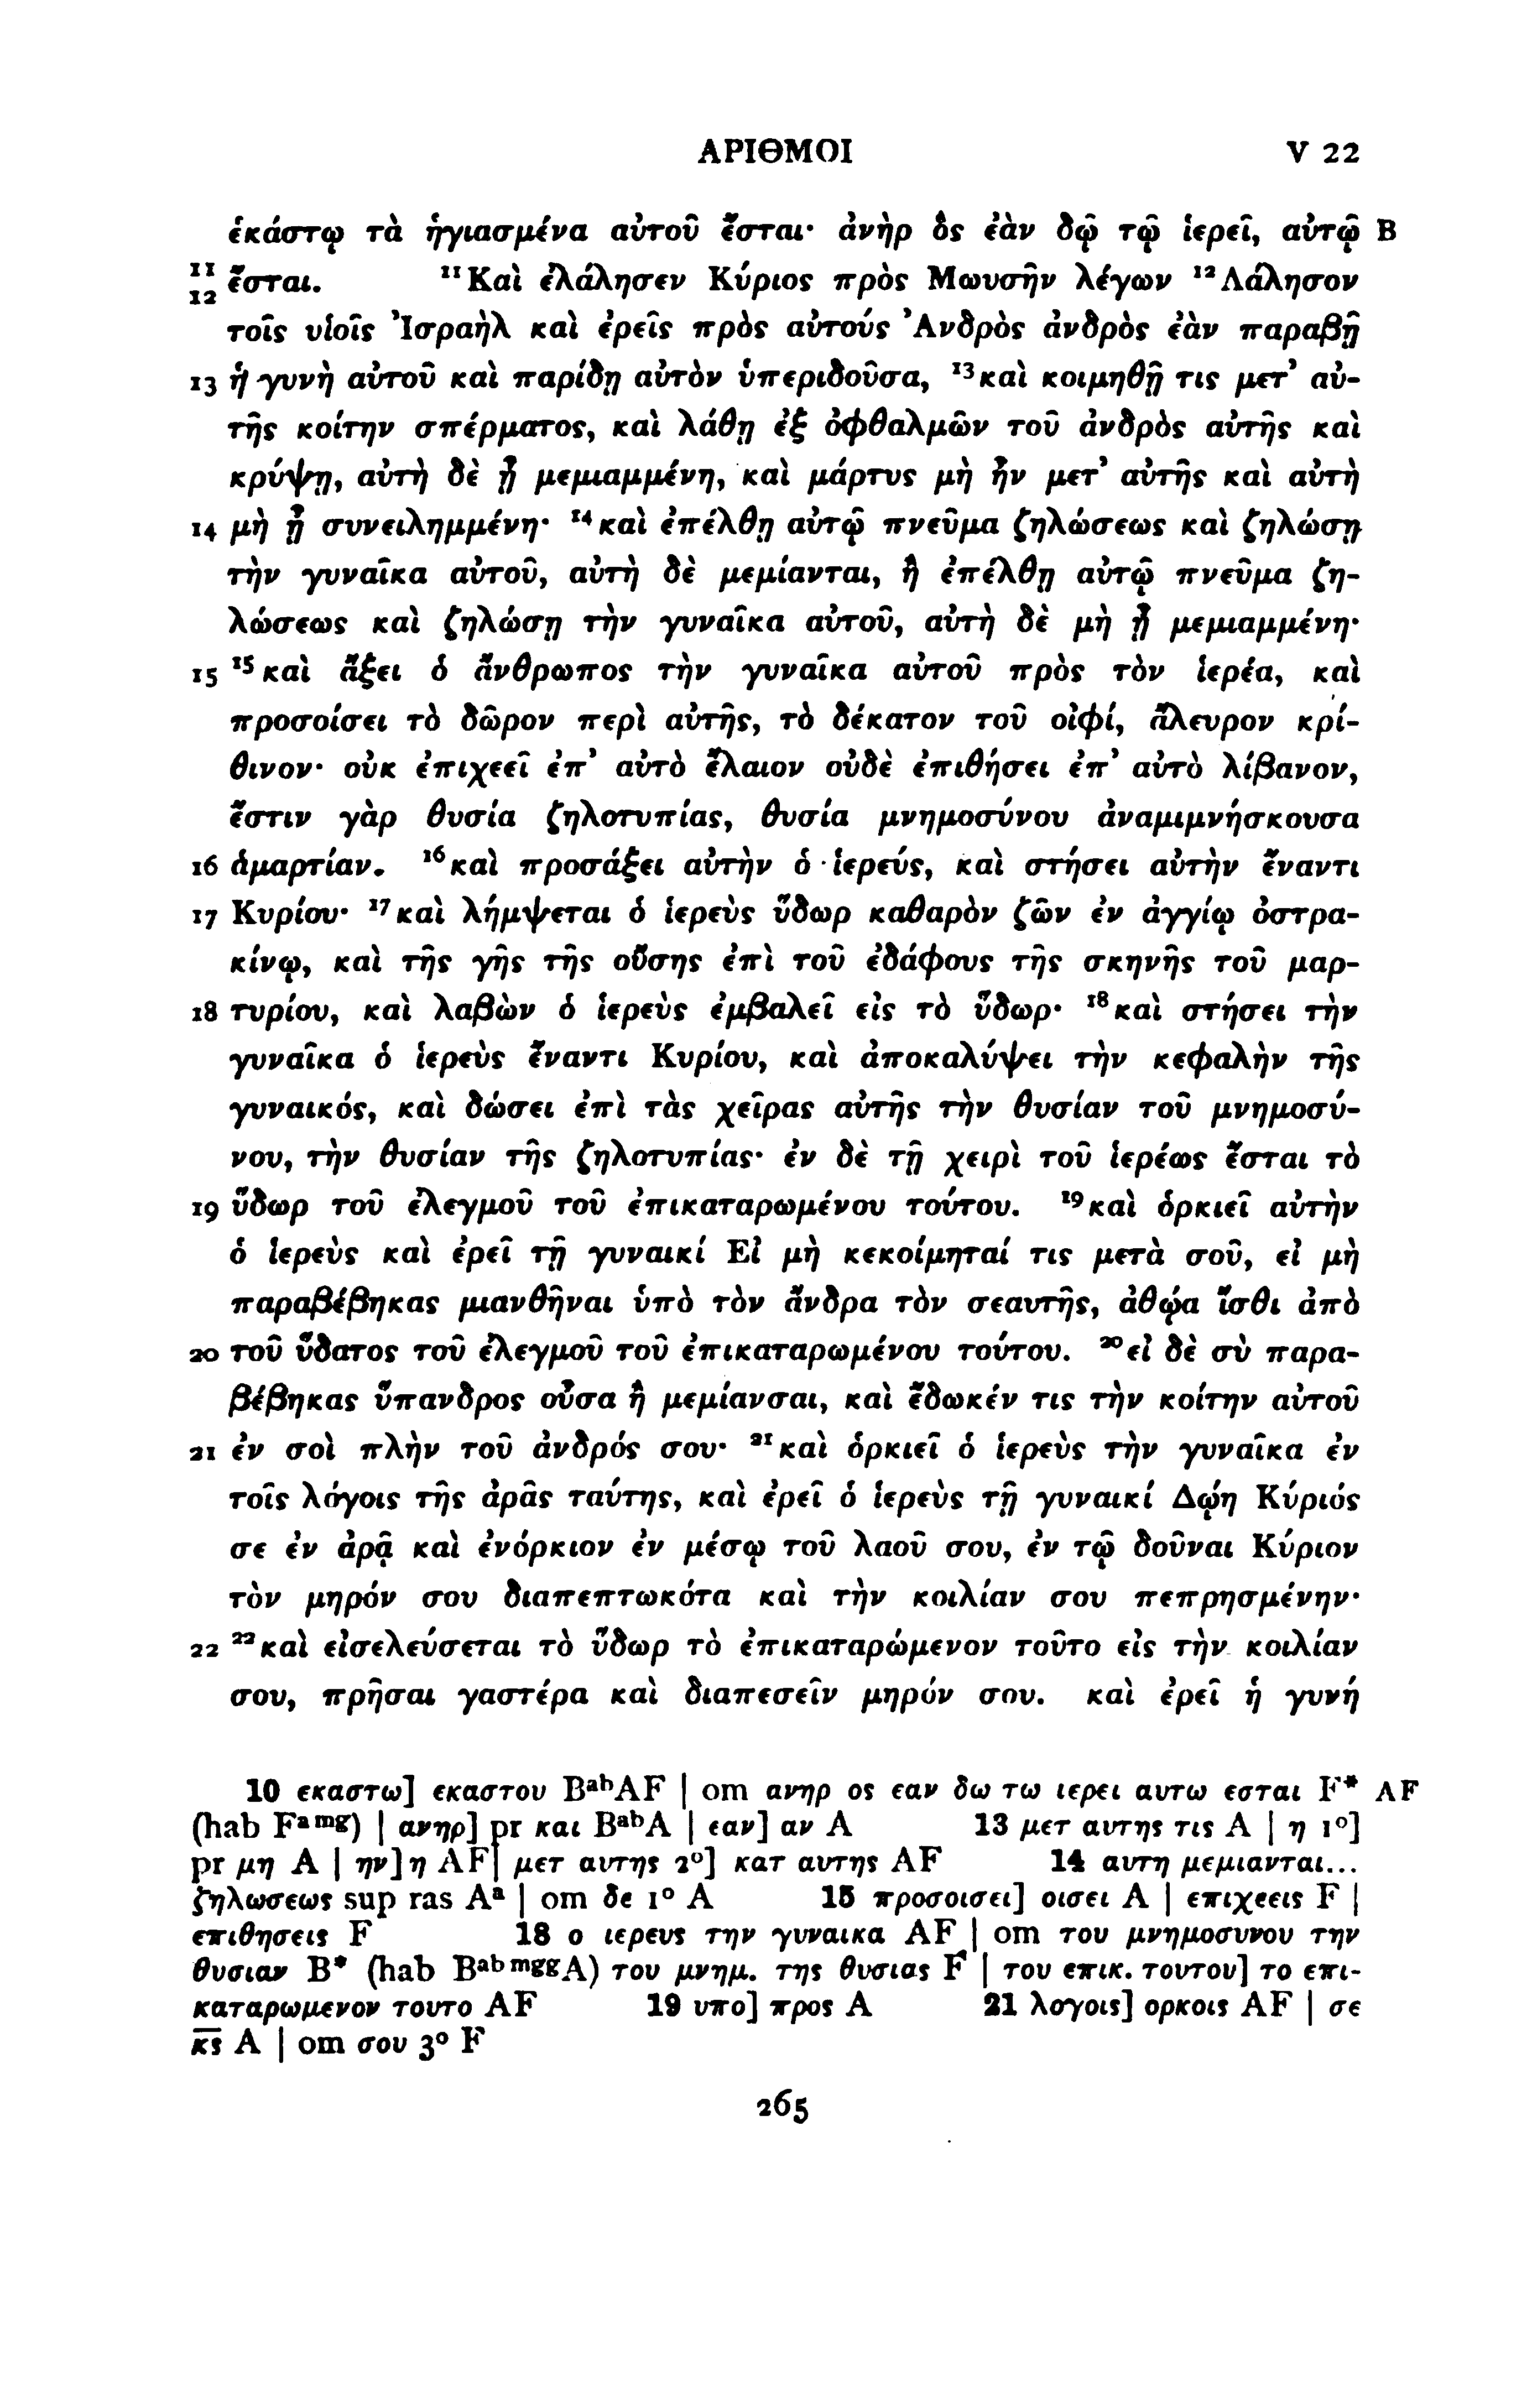 ΑΡΙΘΜΟΙ V 22
ἑκάστῳ τὰ ἡγιασμένα αὐτοῦ ἔσται· ἀνὴρ ὃς ἐὰν δῷ τῷ ἱερεῖ, αὐτῷ B
11 12 ἔσται. ¹¹Καὶ ἐλάλησεν Κύριος πρὸς Μωυσῆν λέγων ¹²Λάλησον
τοῖς υἱοῖς Ἰσραὴλ καὶ ἐρεῖς πρὸς αὐτούς Ἀνδρὸς ἀνδρὸς ἐὰν παραβῇ
13 ἡ γυνὴ αὐτοῦ καὶ παρίδῃ αὐτὸν ὑπεριδοῦσα, ¹³καὶ κοιμηθῇ τις μετ᾽ αὐ-
τῆς κοίτην σπέρματος, καὶ λάθῃ ἐξ ὀφθαλμῶν τοῦ ἀνδρὸς αὐτῆς καὶ
κρύψῃ, αὐτὴ δὲ ᾖ μεμιαμμένη, καὶ μάρτυς μὴ ἦν μετ᾽ αὐτῆς καὶ αὐτὴ
14 μὴ ᾖ συνειλημμένη· ¹⁴καὶ ἐπέλθῃ αὐτῷ πνεῦμα ζηλώσεως καὶ ζηλώσῃ
τὴν γυναῖκα αὐτοῦ, αὐτὴ δὲ μεμίανται, ἢ ἐπέλθῃ αὐτῷ πνεῦμα ζη-
λώσεως καὶ ζηλώσῃ τὴν γυναῖκα αὐτοῦ, αὐτὴ δὲ μὴ ᾖ μεμιαμμένη·
15 ¹⁵καὶ ἄξει ὁ ἄνθρωπος τὴν γυναῖκα αὐτοῦ πρὸς τὸν ἱερέα, καὶ
προσοίσει τὸ δῶρον περὶ αὐτῆς, τὸ δέκατον τοῦ οἰφί, ἄλευρον κρί-
θινον· οὐκ ἐπιχεεῖ ἐπ᾽ αὐτὸ ἔλαιον οὐδὲ ἐπιθήσει ἐπ᾽ αὐτὸ λίβανον,
ἔστιν γὰρ θυσία ζηλοτυπίας, θυσία μνημοσύνου ἀναμιμνήσκουσα
16 ἁμαρτίαν. ¹⁶καὶ προσάξει αὐτὴν ὁ ἱερεύς, καὶ στήσει αὐτὴν ἔναντι
17 Κυρίου· ¹⁷καὶ λήμψεται ὁ ἱερεὺς ὕδωρ καθαρὸν ζῶν ἐν ἀγγίῳ ὀστρα-
κίνῳ, καὶ τῆς γῆς τῆς οὔσης ἐπὶ τοῦ ἐδάφους τῆς σκηνῆς τοῦ μαρ-
18 τυρίου, καὶ λαβὼν ὁ ἱερεὺς ἐμβαλεῖ εἰς τὸ ὕδωρ· ¹⁸καὶ στήσει τὴν
γυναῖκα ὁ ἱερεὺς ἔναντι Κυρίου, καὶ ἀποκαλύψει τὴν κεφαλὴν τῆς
γυναικός, καὶ δώσει ἐπὶ τὰς χεῖρας αὐτῆς τὴν θυσίαν τοῦ μνημοσύ-
νου, τὴν θυσίαν τῆς ζηλοτυπίας· ἐν δὲ τῇ χειρὶ τοῦ ἱερέως ἔσται τὸ
19 ὕδωρ τοῦ ἐλεγμοῦ τοῦ ἐπικαταρωμένου τούτου. ¹⁹καὶ ὁρκιεῖ αὐτὴν
ὁ ἱερεὺς καὶ ἐρεῖ τῇ γυναικί Εἰ μὴ κεκοίμηταί τις μετὰ σοῦ, εἰ μὴ
παραβέβηκας μιανθῆναι ὑπὸ τὸν ἄνδρα τὸν σεαυτῆς, ἀθῴα ἴσθι ἀπὸ
20 τοῦ ὕδατος τοῦ ἐλεγμοῦ τοῦ ἐπικαταρωμένου τούτου. ²⁰εἰ δὲ σὺ παρα-
βέβηκας ὕπανδρος οὖσα ἢ μεμίανσαι, καὶ ἔδωκέν τις τὴν κοίτην αὐτοῦ
21 ἐν σοὶ πλὴν τοῦ ἀνδρός σου· ²¹καὶ ὁρκιεῖ ὁ ἱερεὺς τὴν γυναῖκα ἐν
τοῖς λόγοις τῆς ἀρᾶς ταύτης, καὶ ἐρεῖ ὁ ἱερεὺς τῇ γυναικί Δῴη Κύριός
σε ἐν ἀρᾷ καὶ ἐνόρκιον ἐν μέσῳ τοῦ λαοῦ σου, ἐν τῷ δοῦναι Κύριον
τὸν μηρόν σου διαπεπτωκότα καὶ τὴν κοιλίαν σου πεπρησμένην·
22 ²²καὶ εἰσελεύσεται τὸ ὕδωρ τὸ ἐπικαταρώμενον τοῦτο εἰς τὴν κοιλίαν
σου, πρῆσαι γαστέρα καὶ διαπεσεῖν μηρόν σου. καὶ ἐρεῖ ἡ γυνή
10 εκαστω] εκαστου BᵃᵇAF | om ανηρ ος εαν δω τω ιερει αυτω εσται F* AF
(hab Fᵃᵐᵍ) | ανηρ] pr και BᵃᵇA | εαν] αν A 13 μετ αυτης τις A | η 1º]
pr μη A | ην] η AF | μετ αυτης 2º] κατ αυτης AF 14 αυτη μεμιανται...
ζηλωσεως sup ras Aᵃ | om δε 1º A 15 προσοισει] οισει A | επιχεεις F |
επιθησεις F 18 ο ιερευς την γυναικα AF | om του μνημοσυνου την
θυσιαν B* (hab BᵃᵇᵐᵍᵍA) του μνημ. της θυσιας F | του επικ. τουτου] το επι-
καταρωμενον τουτο AF 19 υπο] προς A 21 λογοις] ορκοις AF | σε
κ̅ς̅ A | om σου 3º F
265